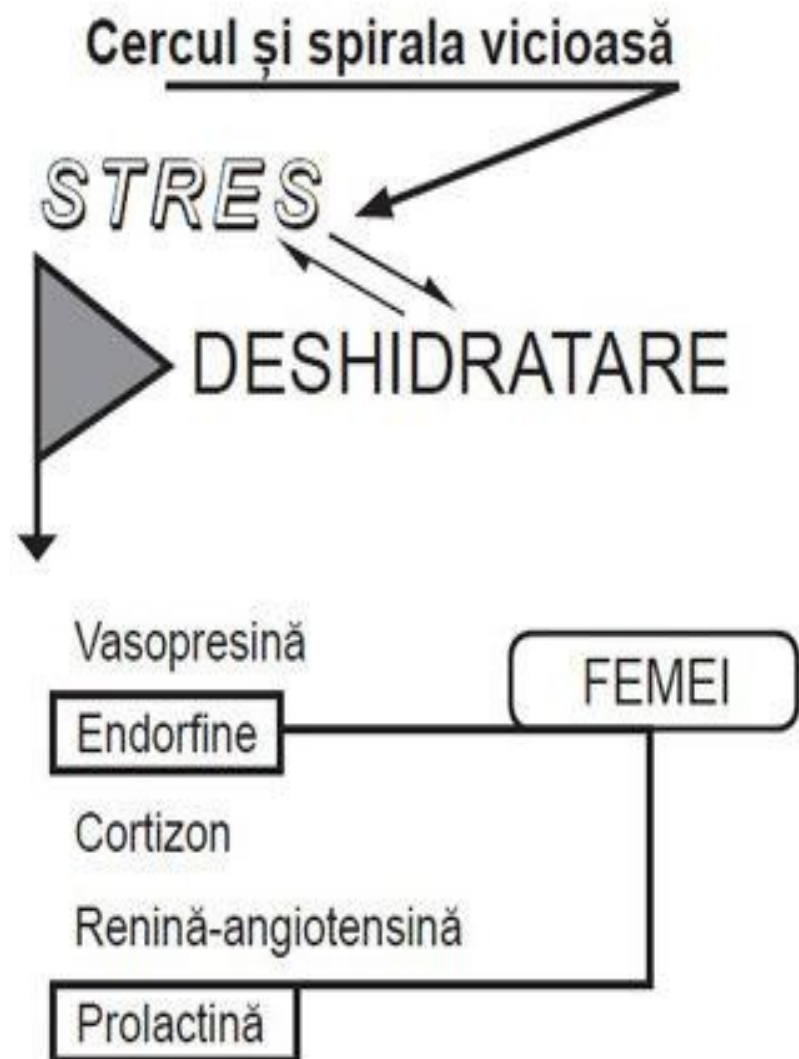 Cercul și spirala vicioasă
STRES
DESHIDRATARE
Vasopresină
FEMEI
Endorfine
Cortizon
Renină-angiotensină
Prolactină